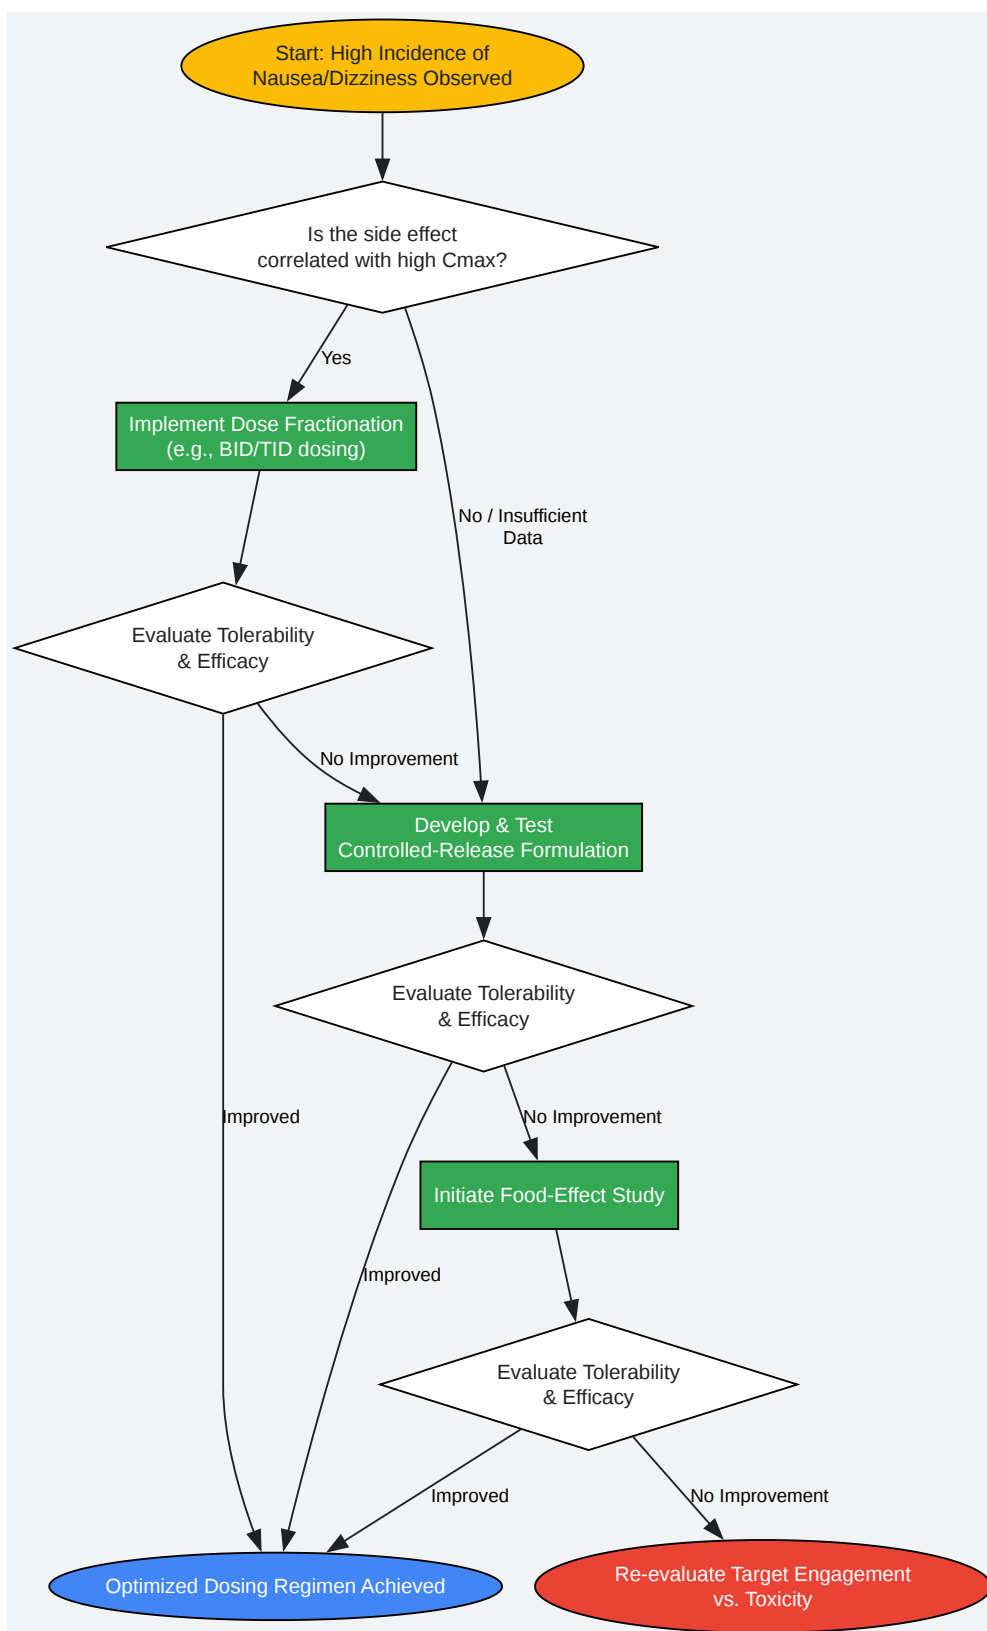 Start: High Incidence of
Nausea/Dizziness Observed
Is the side effect
correlated with high Cmax?
Yes
Implement Dose Fractionation
(e.g., BID/TID dosing)
No / Insufficient
Data
Evaluate Tolerability
& Efficacy
No Improvement
Develop & Test
Controlled-Release Formulation
Evaluate Tolerability
& Efficacy
Improved
No Improvement
Initiate Food-Effect Study
Improved
Evaluate Tolerability
& Efficacy
Improved
No Improvement
Optimized Dosing Regimen Achieved
Re-evaluate Target Engagement
vs. Toxicity